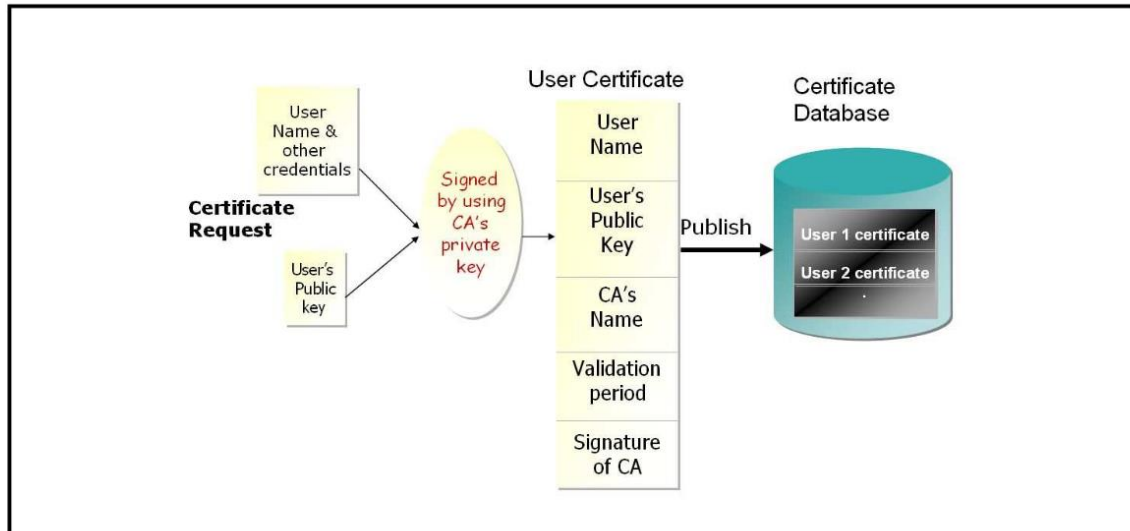 User
Name &
other
credentials
Certificate
Request
User's
Public
key
Signed
by using
CA's
private
key
User Certificate
User
Name
User's
Public
Key
CA's
Name
Validation
period
Signature
of CA
Publish
Certificate
Database
User 1 certificate
User 2 certificate
.